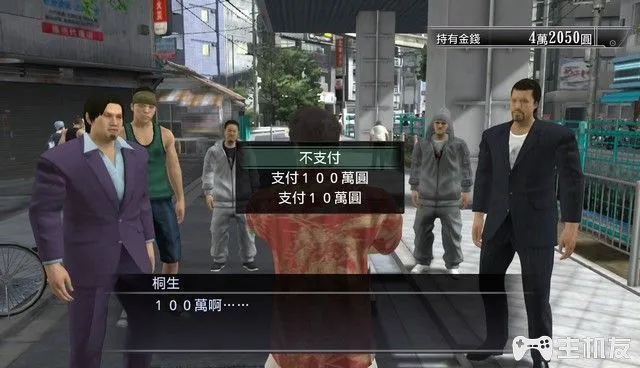 持有金錢 4萬2050圓
不支付
支付１００萬圓
支付１０萬圓
桐生
１００萬啊……
生机友